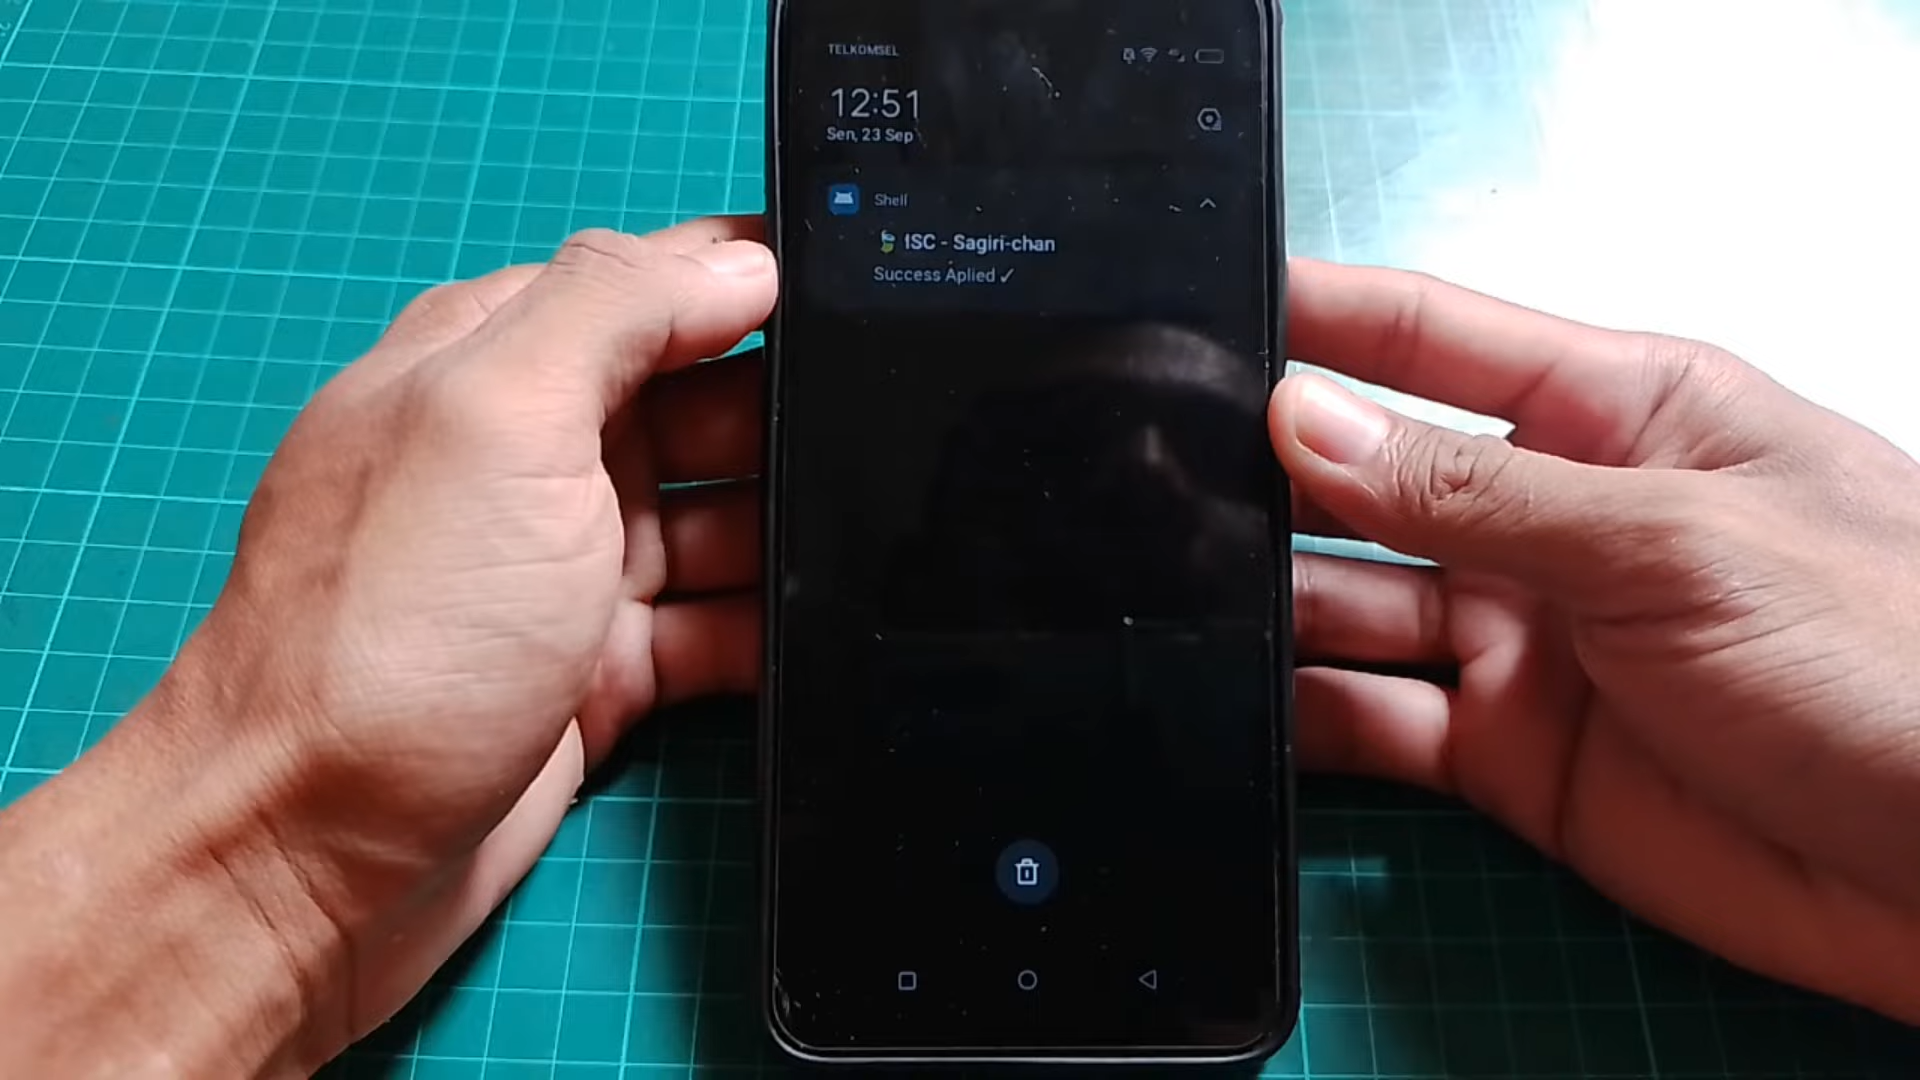 TELKOMSEL
12:51
Sen, 23 Sep
Shell
ISC - Sagiri-chan
Success Aplied ✓